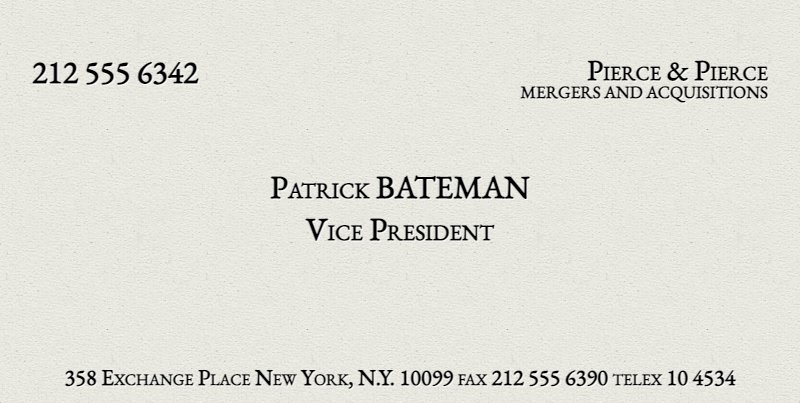 212 555 6342
Pierce & Pierce
MERGERS AND ACQUISITIONS
Patrick BATEMAN
Vice President
358 Exchange Place New York, N.Y. 10099 fax 212 555 6390 telex 10 4534